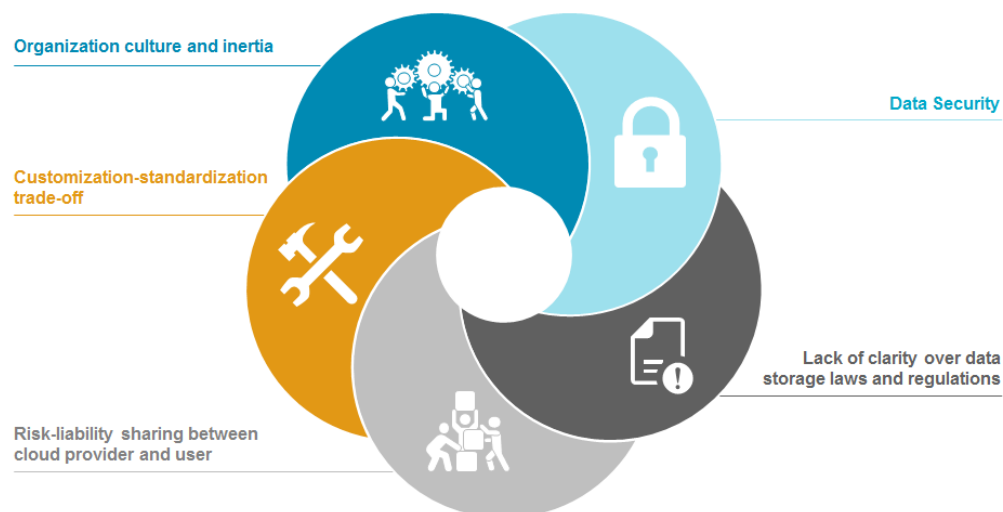 Organization culture and inertia
Data Security
Customization-standardization
trade-off
Lack of clarity over data
storage laws and regulations
Risk-liability sharing between
cloud provider and user